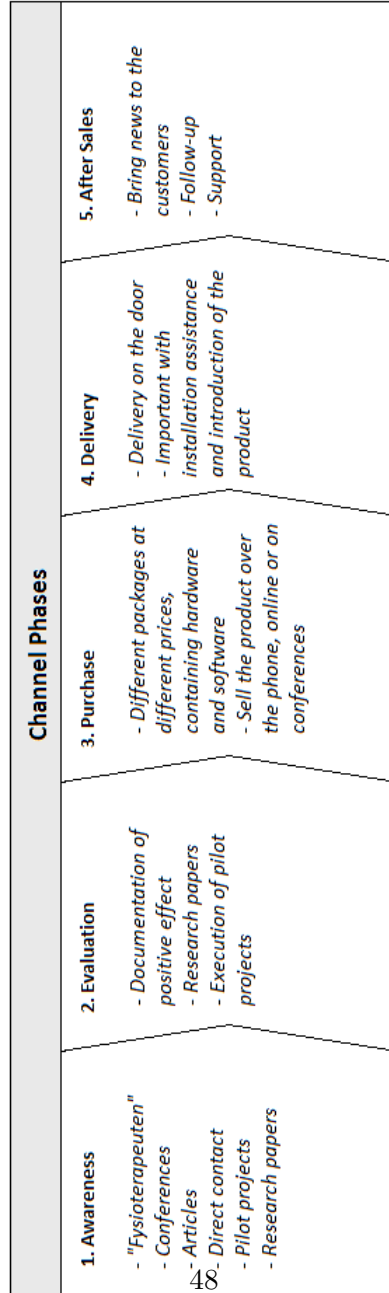 Channel Phases
1. Awareness
- "Fysioterapeuten"
- Conferences
- Articles
- Direct contact
- Pilot projects
- Research papers
2. Evaluation
- Documentation of
positive effect
- Research papers
- Execution of pilot
projects
3. Purchase
- Different packages at
different prices,
containing hardware
and software
- Sell the product over
the phone, online or on
conferences
4. Delivery
- Delivery on the door
- Important with
installation assistance
and introduction of the
product
5. After Sales
- Bring news to the
customers
- Follow-up
- Support
48